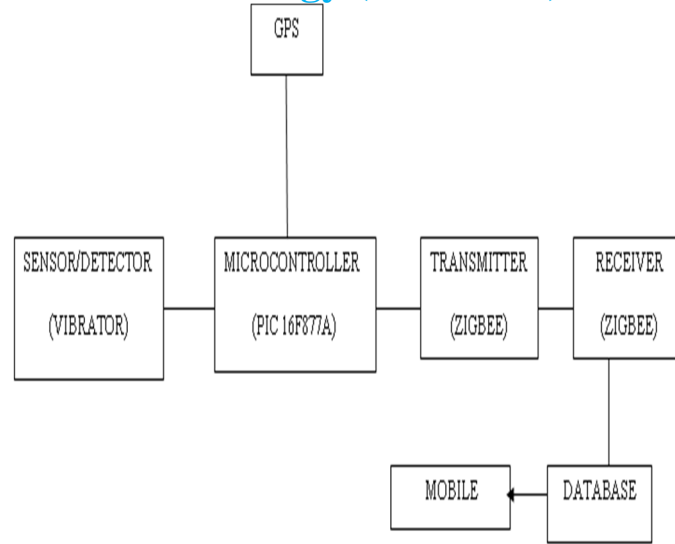 GPS
SENSOR/DETECTOR
(VIBRATOR)
MICROCONTROLLER
(PIC 16F877A)
TRANSMITTER
(ZIGBEE)
RECEIVER
(ZIGBEE)
MOBILE
DATABASE